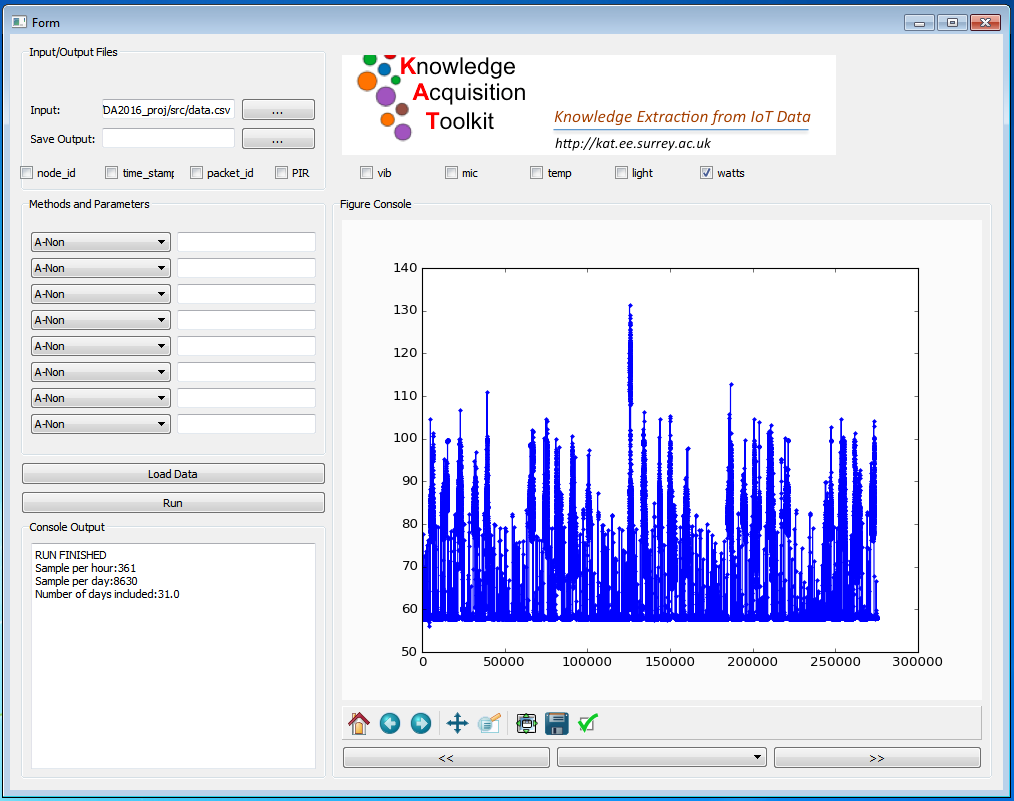 Form
Input/Output Files
Input:
DA2016_proj/src/data.csv
...
Save Output:
...
node_id
time_stamp
packet_id
PIR
vib
mic
temp
light
watts
Knowledge
Acquisition
Toolkit
Knowledge Extraction from IoT Data
http://kat.ee.surrey.ac.uk
Methods and Parameters
A-Non
A-Non
A-Non
A-Non
A-Non
A-Non
A-Non
A-Non
Load Data
Run
Console Output
RUN FINISHED
Sample per hour:361
Sample per day:8630
Number of days included:31.0
Figure Console
140
130
120
110
100
90
80
70
60
50
0 50000 100000 150000 200000 250000 300000
<<
>>